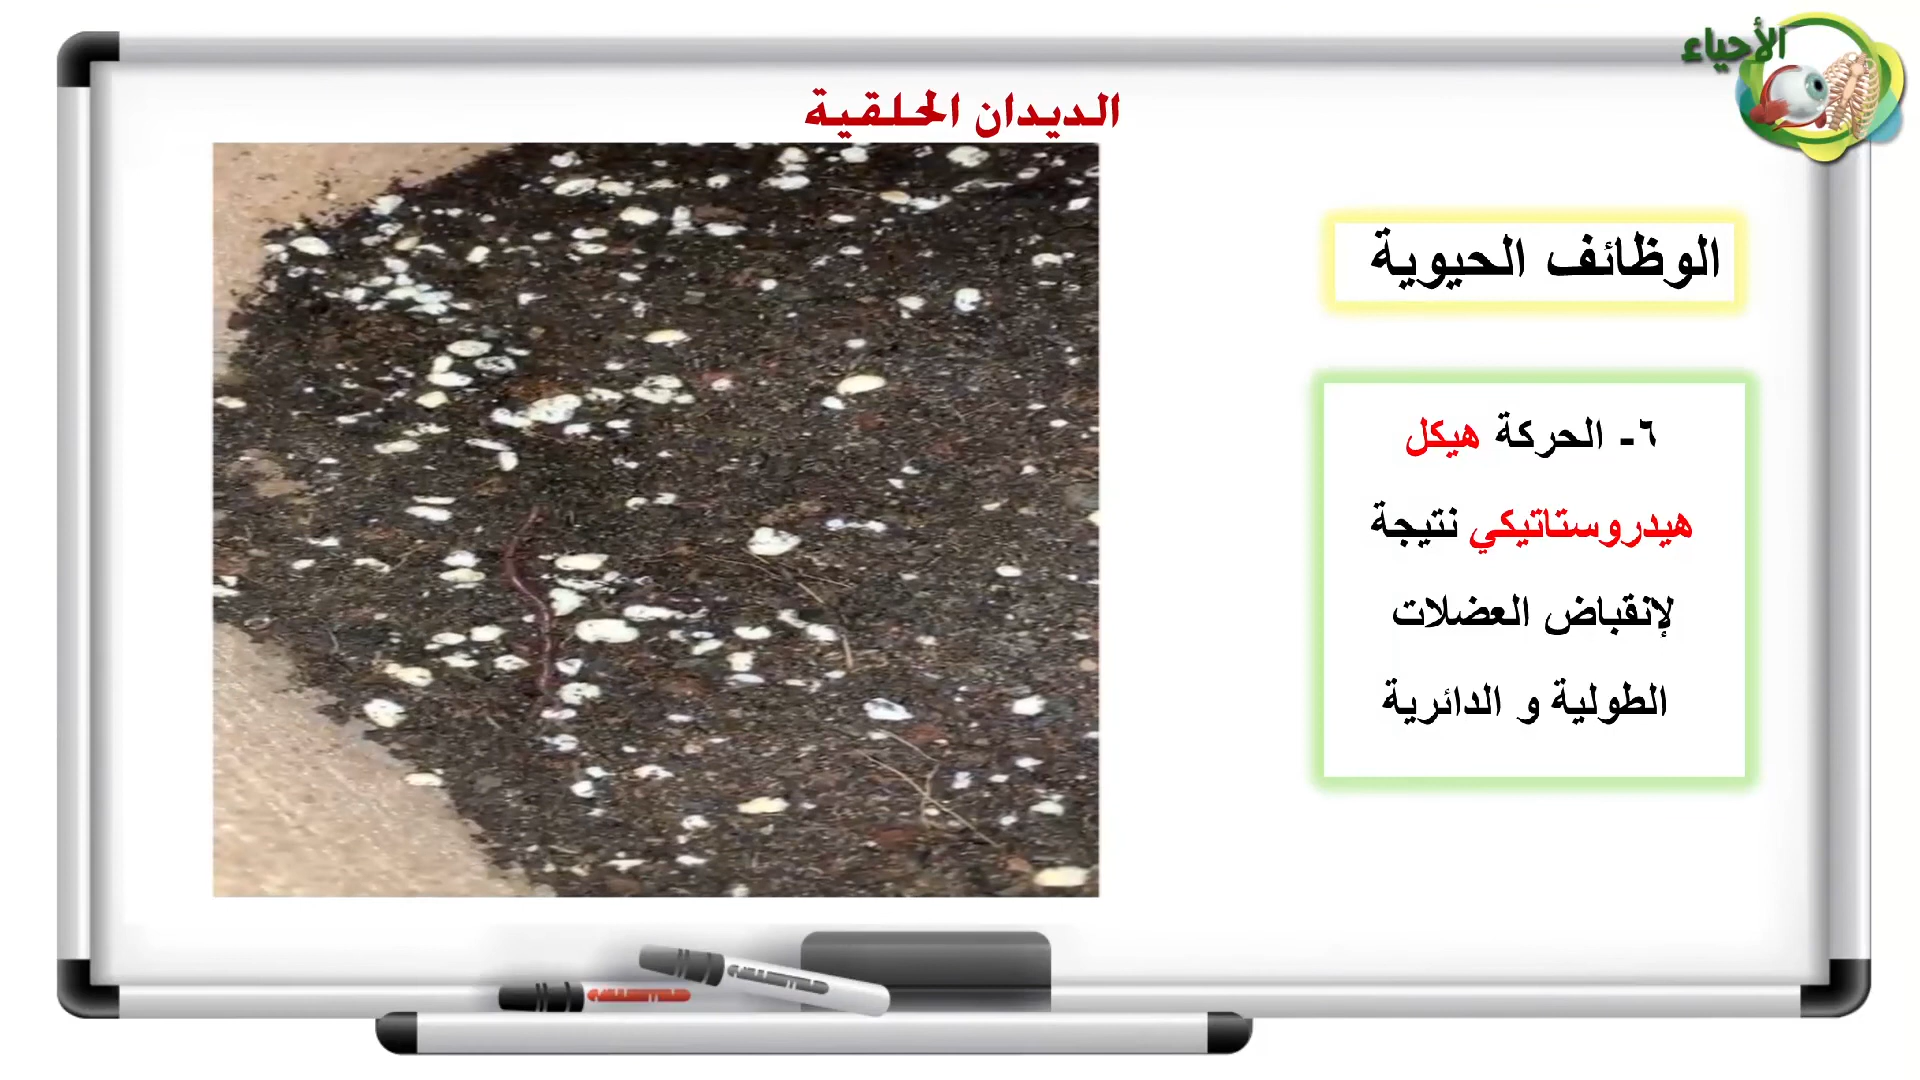 الأحياء
الديدان الحلقية
الوظائف الحيوية
٦- الحركة هيكل
هيدروستاتيكي نتيجة
لإنقباض العضلات
الطولية و الدائرية